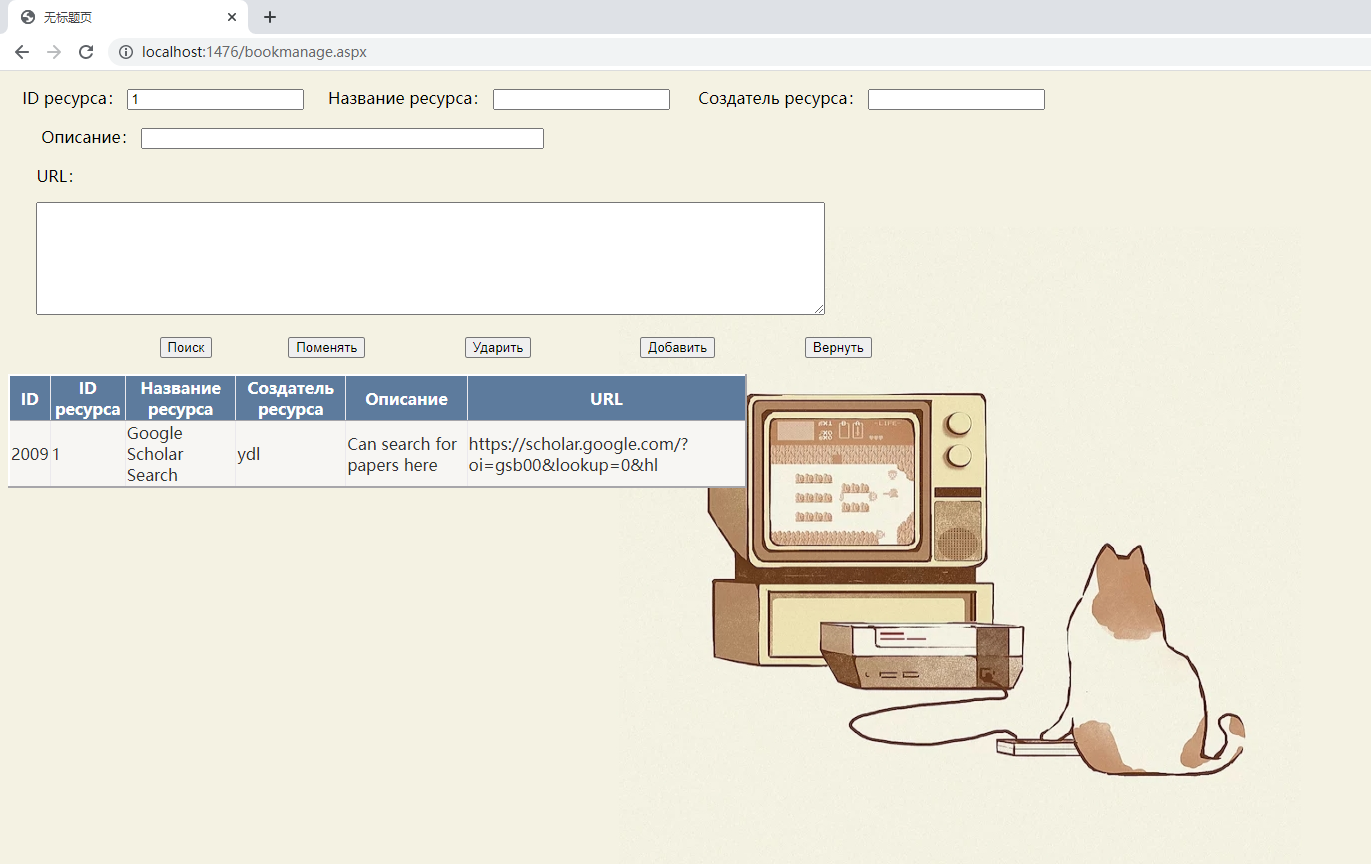 无标题页
localhost:1476/bookmanage.aspx
ID ресурса： 1 Название ресурса： Создатель ресурса：
Описание：
URL：
Поиск Поменять Ударить Добавить Вернуть
ID ID ресурса Название ресурса Создатель ресурса Описание URL
2009 1 Google Scholar Search ydl Can search for papers here https://scholar.google.com/?oi=gsb00&lookup=0&hl
-LIFE-